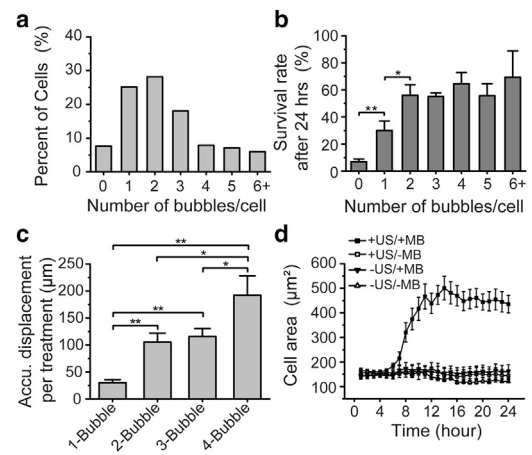 a
Percent of Cells (%)
40
30
20
10
0
0 1 2 3 4 5 6+
Number of bubbles/cell
b
Survival rate
after 24 hrs (%)
100
80
60
40
20
0
**
*
0 1 2 3 4 5 6+
Number of bubbles/cell
c
Accu. displacement
per treatment (μm)
250
200
150
100
50
0
**
*
*
**
**
1-Bubble
2-Bubble
3-Bubble
4-Bubble
d
+US/+MB
+US/-MB
-US/+MB
-US/-MB
Cell area (μm²)
600
500
400
300
200
100
0 4 8 12 16 20 24
Time (hour)